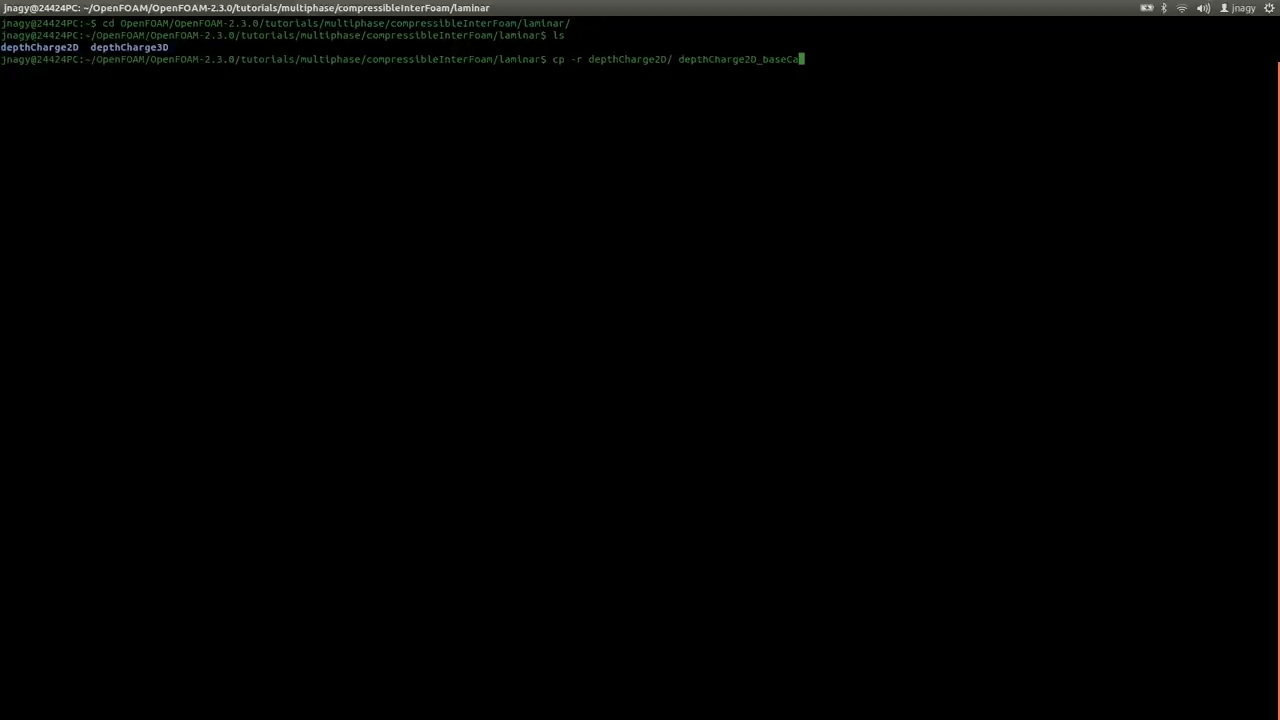 jnagy@24424PC: ~/OpenFOAM/OpenFOAM-2.3.0/tutorials/multiphase/compressibleInterFoam/laminar
jnagy
jnagy@24424PC:~$ cd OpenFOAM/OpenFOAM-2.3.0/tutorials/multiphase/compressibleInterFoam/laminar/
jnagy@24424PC:~/OpenFOAM/OpenFOAM-2.3.0/tutorials/multiphase/compressibleInterFoam/laminar$ ls
depthCharge2D  depthCharge3D
jnagy@24424PC:~/OpenFOAM/OpenFOAM-2.3.0/tutorials/multiphase/compressibleInterFoam/laminar$ cp -r depthCharge2D/ depthCharge2D_baseCa